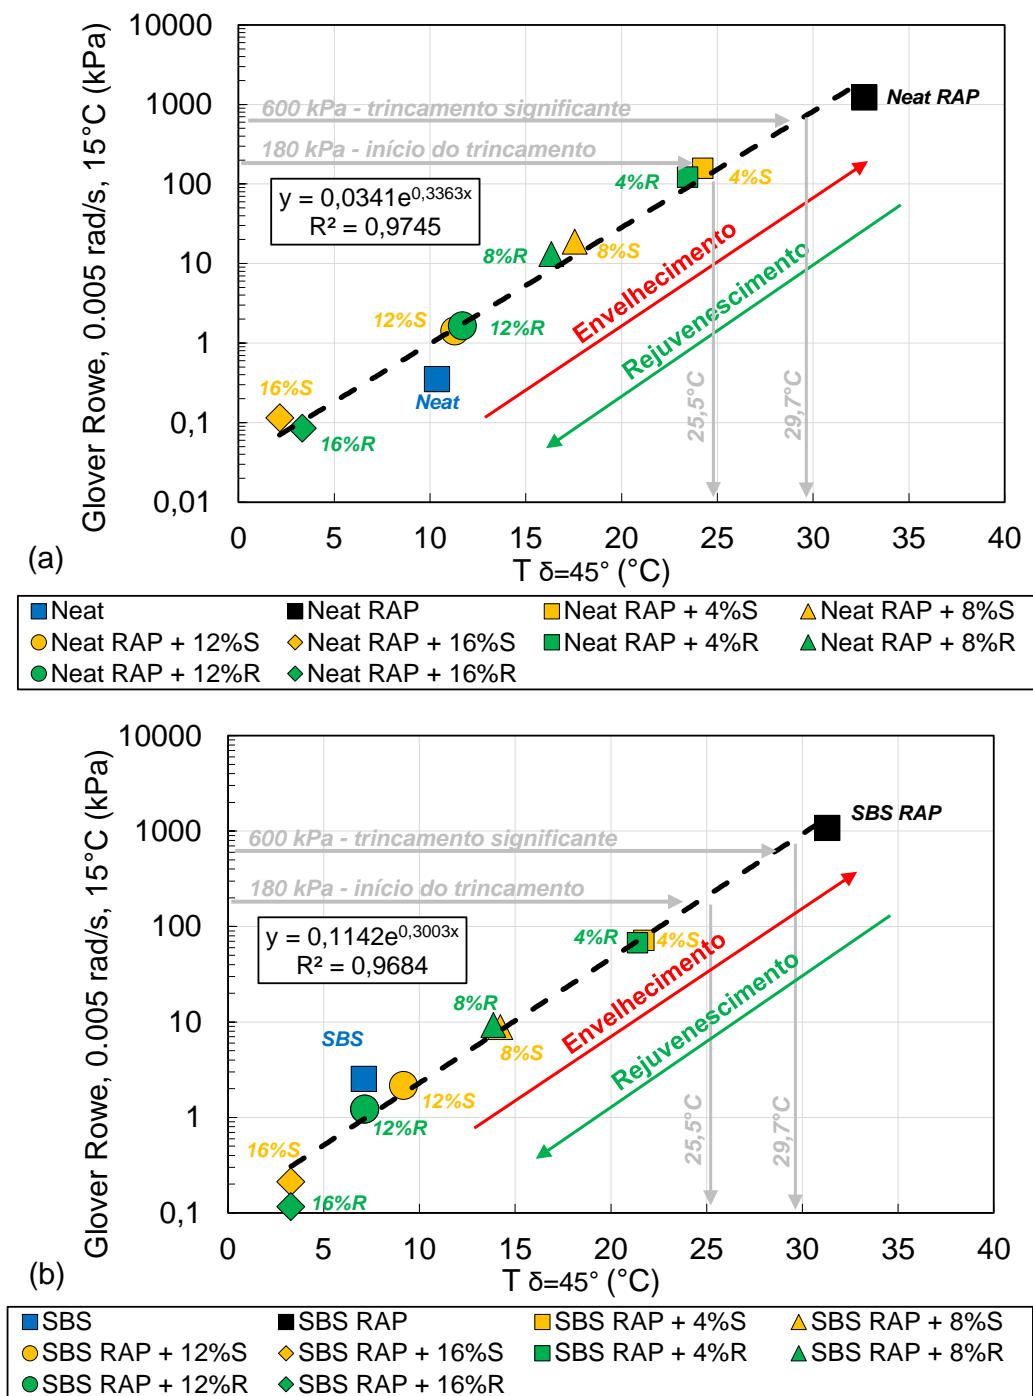 10000
1000
100
10
1
0,1
0,01
Glover Rowe, 0.005 rad/s, 15°C (kPa)
600 kPa - trincamento significante
180 kPa - início do trincamento
Neat RAP
y = 0,0341e^0,3363x
R² = 0,9745
4%R
4%S
8%R
8%S
12%S
12%R
Neat
16%S
16%R
Envelhecimento
Rejuvenescimento
25,5°C
29,7°C
0 5 10 15 20 25 30 35 40
T δ=45° (°C)
(a)
Neat Neat RAP Neat RAP + 4%S Neat RAP + 8%S
Neat RAP + 12%S Neat RAP + 16%S Neat RAP + 4%R Neat RAP + 8%R
Neat RAP + 12%R Neat RAP + 16%R
10000
1000
100
10
1
0,1
Glover Rowe, 0.005 rad/s, 15°C (kPa)
SBS RAP
600 kPa - trincamento significante
180 kPa - início do trincamento
y = 0,1142e^0,3003x
R² = 0,9684
4%R
4%S
8%R
8%S
SBS
12%S
12%R
16%S
16%R
Envelhecimento
Rejuvenescimento
25,5°C
29,7°C
0 5 10 15 20 25 30 35 40
T δ=45° (°C)
(b)
SBS SBS RAP SBS RAP + 4%S SBS RAP + 8%S
SBS RAP + 12%S SBS RAP + 16%S SBS RAP + 4%R SBS RAP + 8%R
SBS RAP + 12%R SBS RAP + 16%R